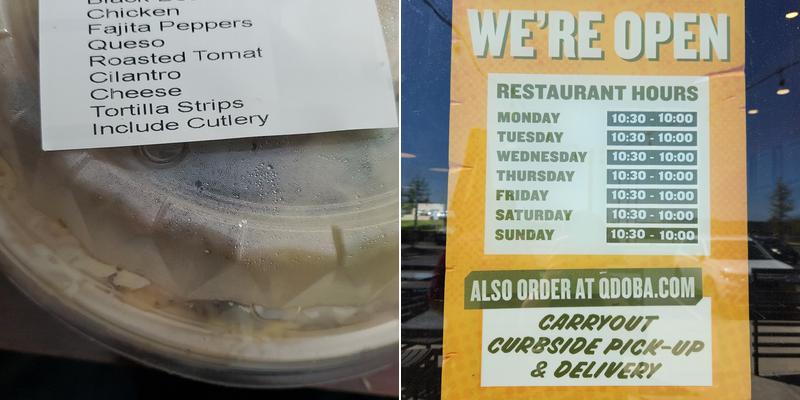 Chicken
Fajita Peppers
Queso
Roasted Tomat
Cilantro
Cheese
Tortilla Strips
Include Cutlery
WE'RE OPEN
RESTAURANT HOURS
MONDAY 10:30 - 10:00
TUESDAY 10:30 - 10:00
WEDNESDAY 10:30 - 10:00
THURSDAY 10:30 - 10:00
FRIDAY 10:30 - 10:00
SATURDAY 10:30 - 10:00
SUNDAY 10:30 - 10:00
ALSO ORDER AT QDOBA.COM
CARRYOUT
CURBSIDE PICK-UP
& DELIVERY